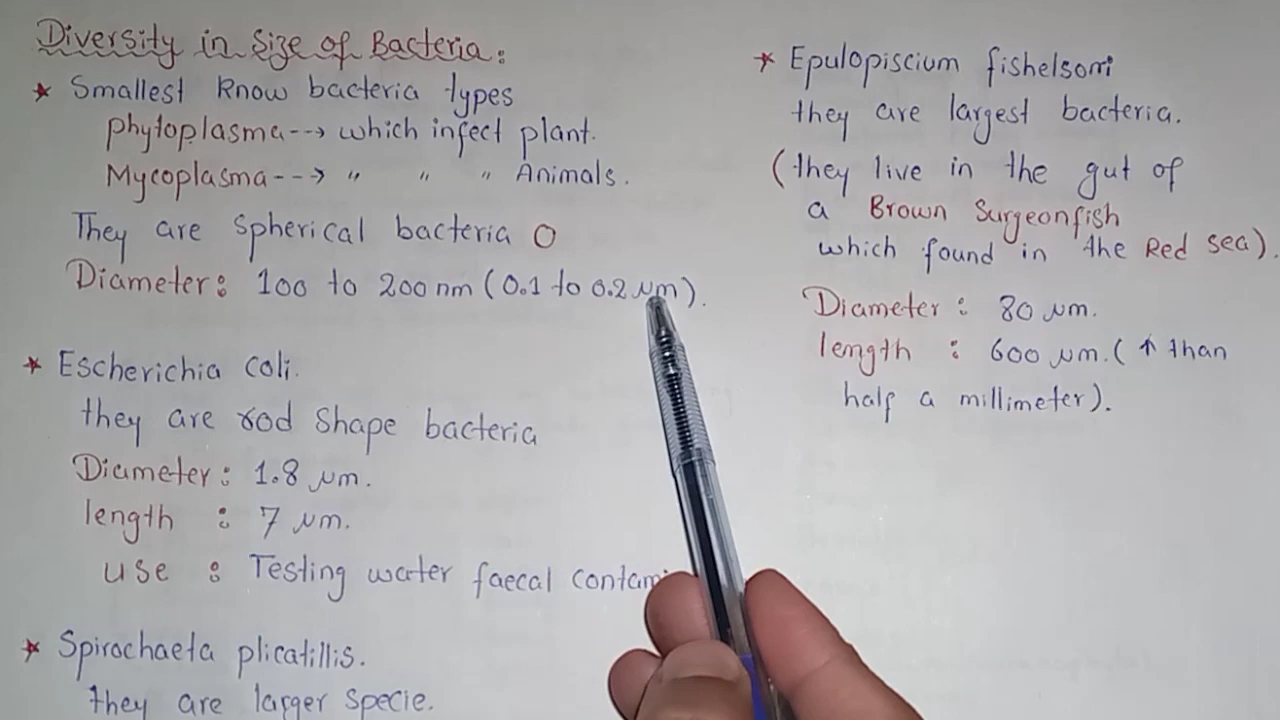 Diversity in Size of Bacteria:
* Smallest Know bacteria types
Phytoplasma--→ which infect plant.
Mycoplasma---→ " " " Animals.
They are Spherical bacteria O
Diameter: 100 to 200 nm (0.1 to 0.2 μm).
* Escherichia Coli.
they are rod Shape bacteria
Diameter: 1.8 μm.
length : 7 μm.
use : Testing water faecal contam
* Spirochaeta plicatillis.
they are larger specie.
* Epulopiscium fishelsoni
they are largest bacteria.
(they live in the gut of
a Brown Surgeonfish
which found in the Red sea).
Diameter : 80 μm.
length : 600 μm. (↑ than
half a millimeter).